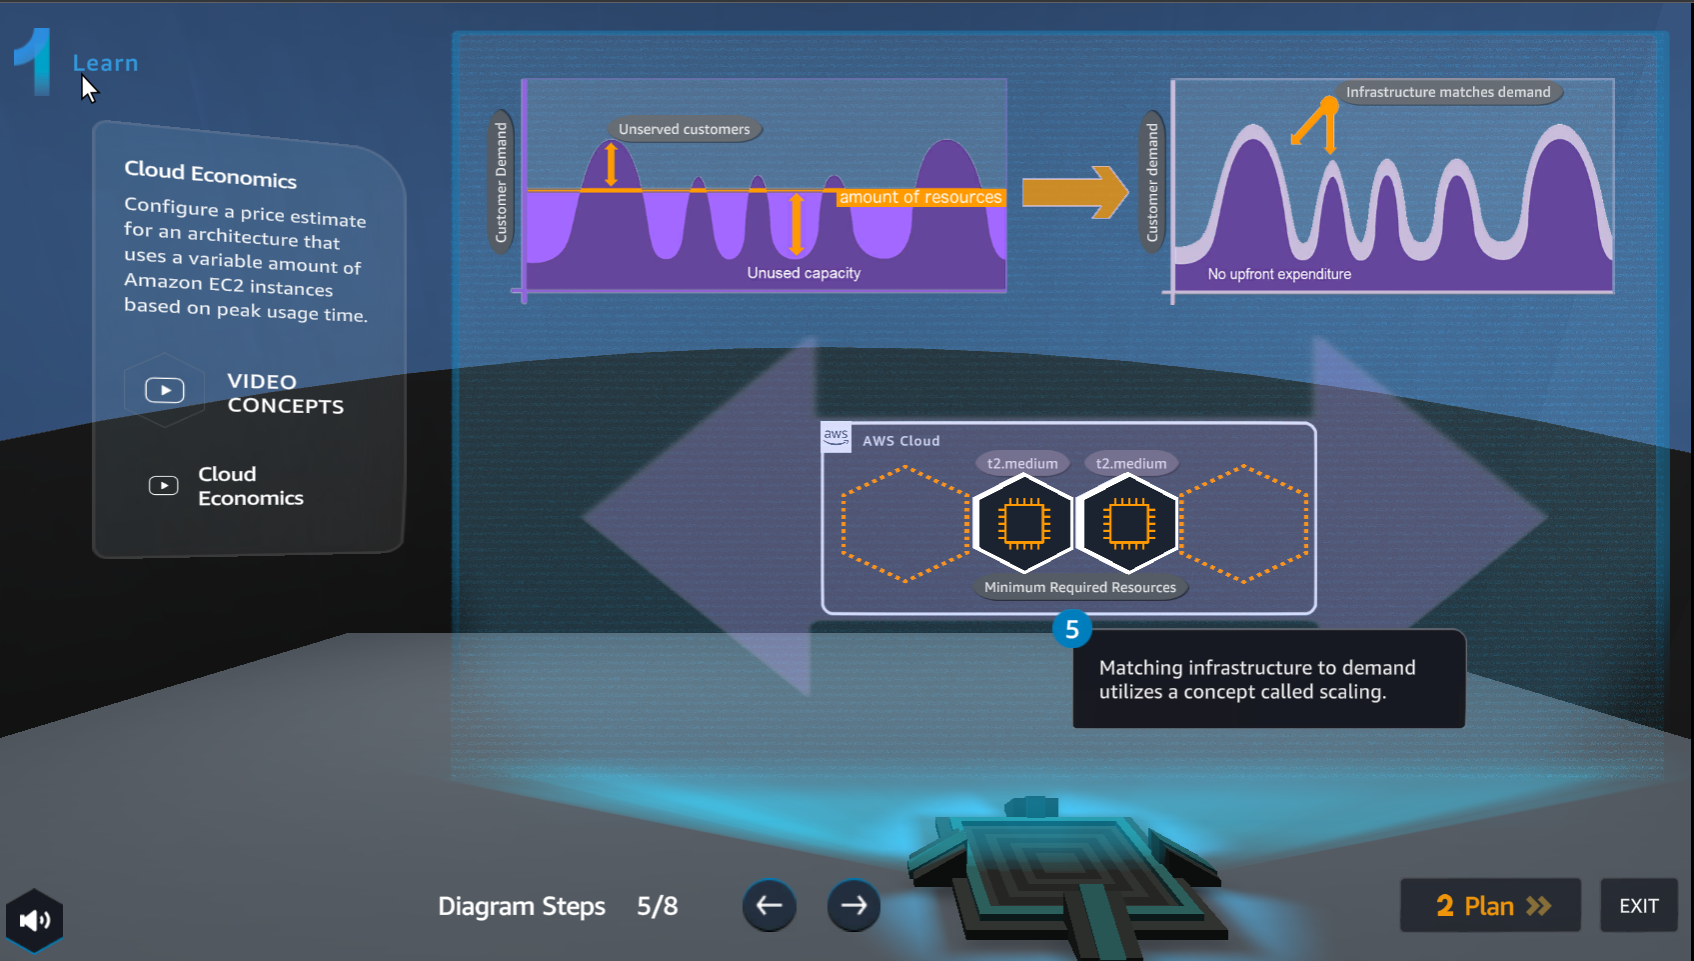 1 Learn
Cloud Economics
Configure a price estimate
for an architecture that
uses a variable amount of
Amazon EC2 instances
based on peak usage time.
VIDEO
CONCEPTS
Cloud
Economics
Customer Demand
Unserved customers
amount of resources
Unused capacity
Customer demand
Infrastructure matches demand
No upfront expenditure
aws
AWS Cloud
t2.medium
t2.medium
Minimum Required Resources
5
Matching infrastructure to demand
utilizes a concept called scaling.
Diagram Steps 5/8
2 Plan
EXIT